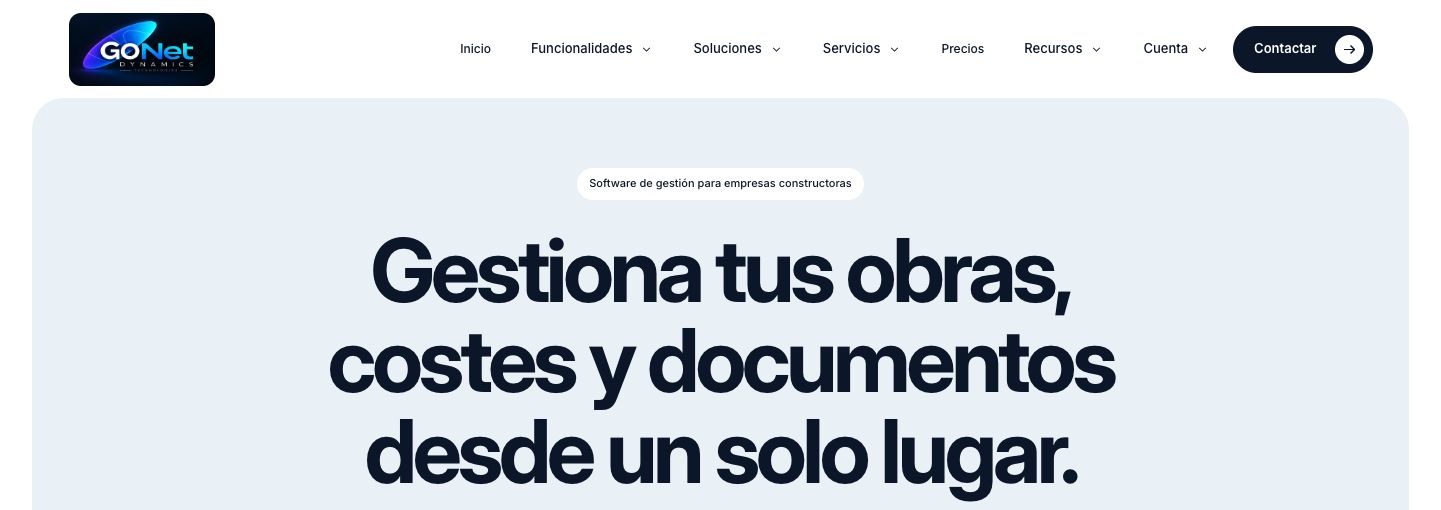 GONet
DYNAMICS
Inicio
Funcionalidades
Soluciones
Servicios
Precios
Recursos
Cuenta
Contactar
Software de gestión para empresas constructoras
Gestiona tus obras,
costes y documentos
desde un solo lugar.